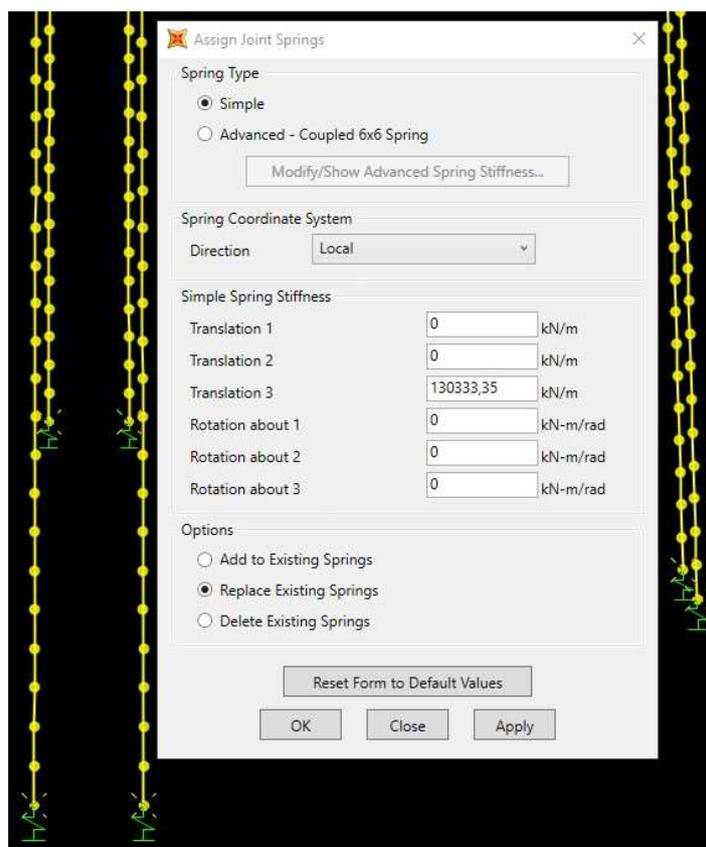 Assign Joint Springs
Spring Type
Simple
Advanced - Coupled 6x6 Spring
Modify/Show Advanced Spring Stiffness...
Spring Coordinate System
Direction Local
Simple Spring Stiffness
Translation 1 0 kN/m
Translation 2 0 kN/m
Translation 3 130333,35 kN/m
Rotation about 1 0 kN-m/rad
Rotation about 2 0 kN-m/rad
Rotation about 3 0 kN-m/rad
Options
Add to Existing Springs
Replace Existing Springs
Delete Existing Springs
Reset Form to Default Values
OK Close Apply